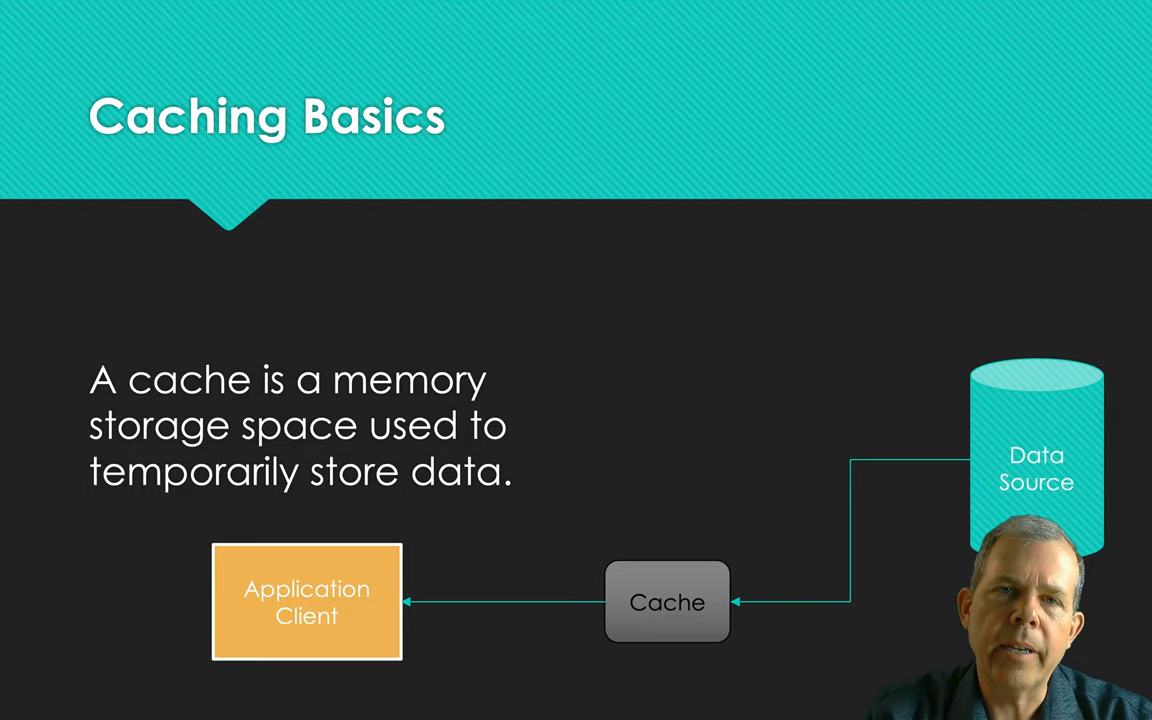 Caching Basics
A cache is a memory
storage space used to
temporarily store data.
Data
Source
Application
Client
Cache